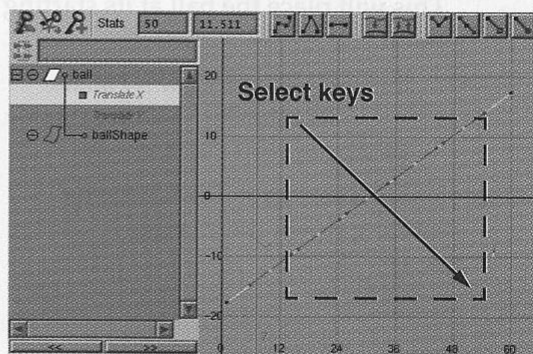 Stats 50 11.511
ball
Translate X
Translate Y
ballShape
Select keys
20
10
0
-10
-20
0 12 24 36 48 60
<< >>